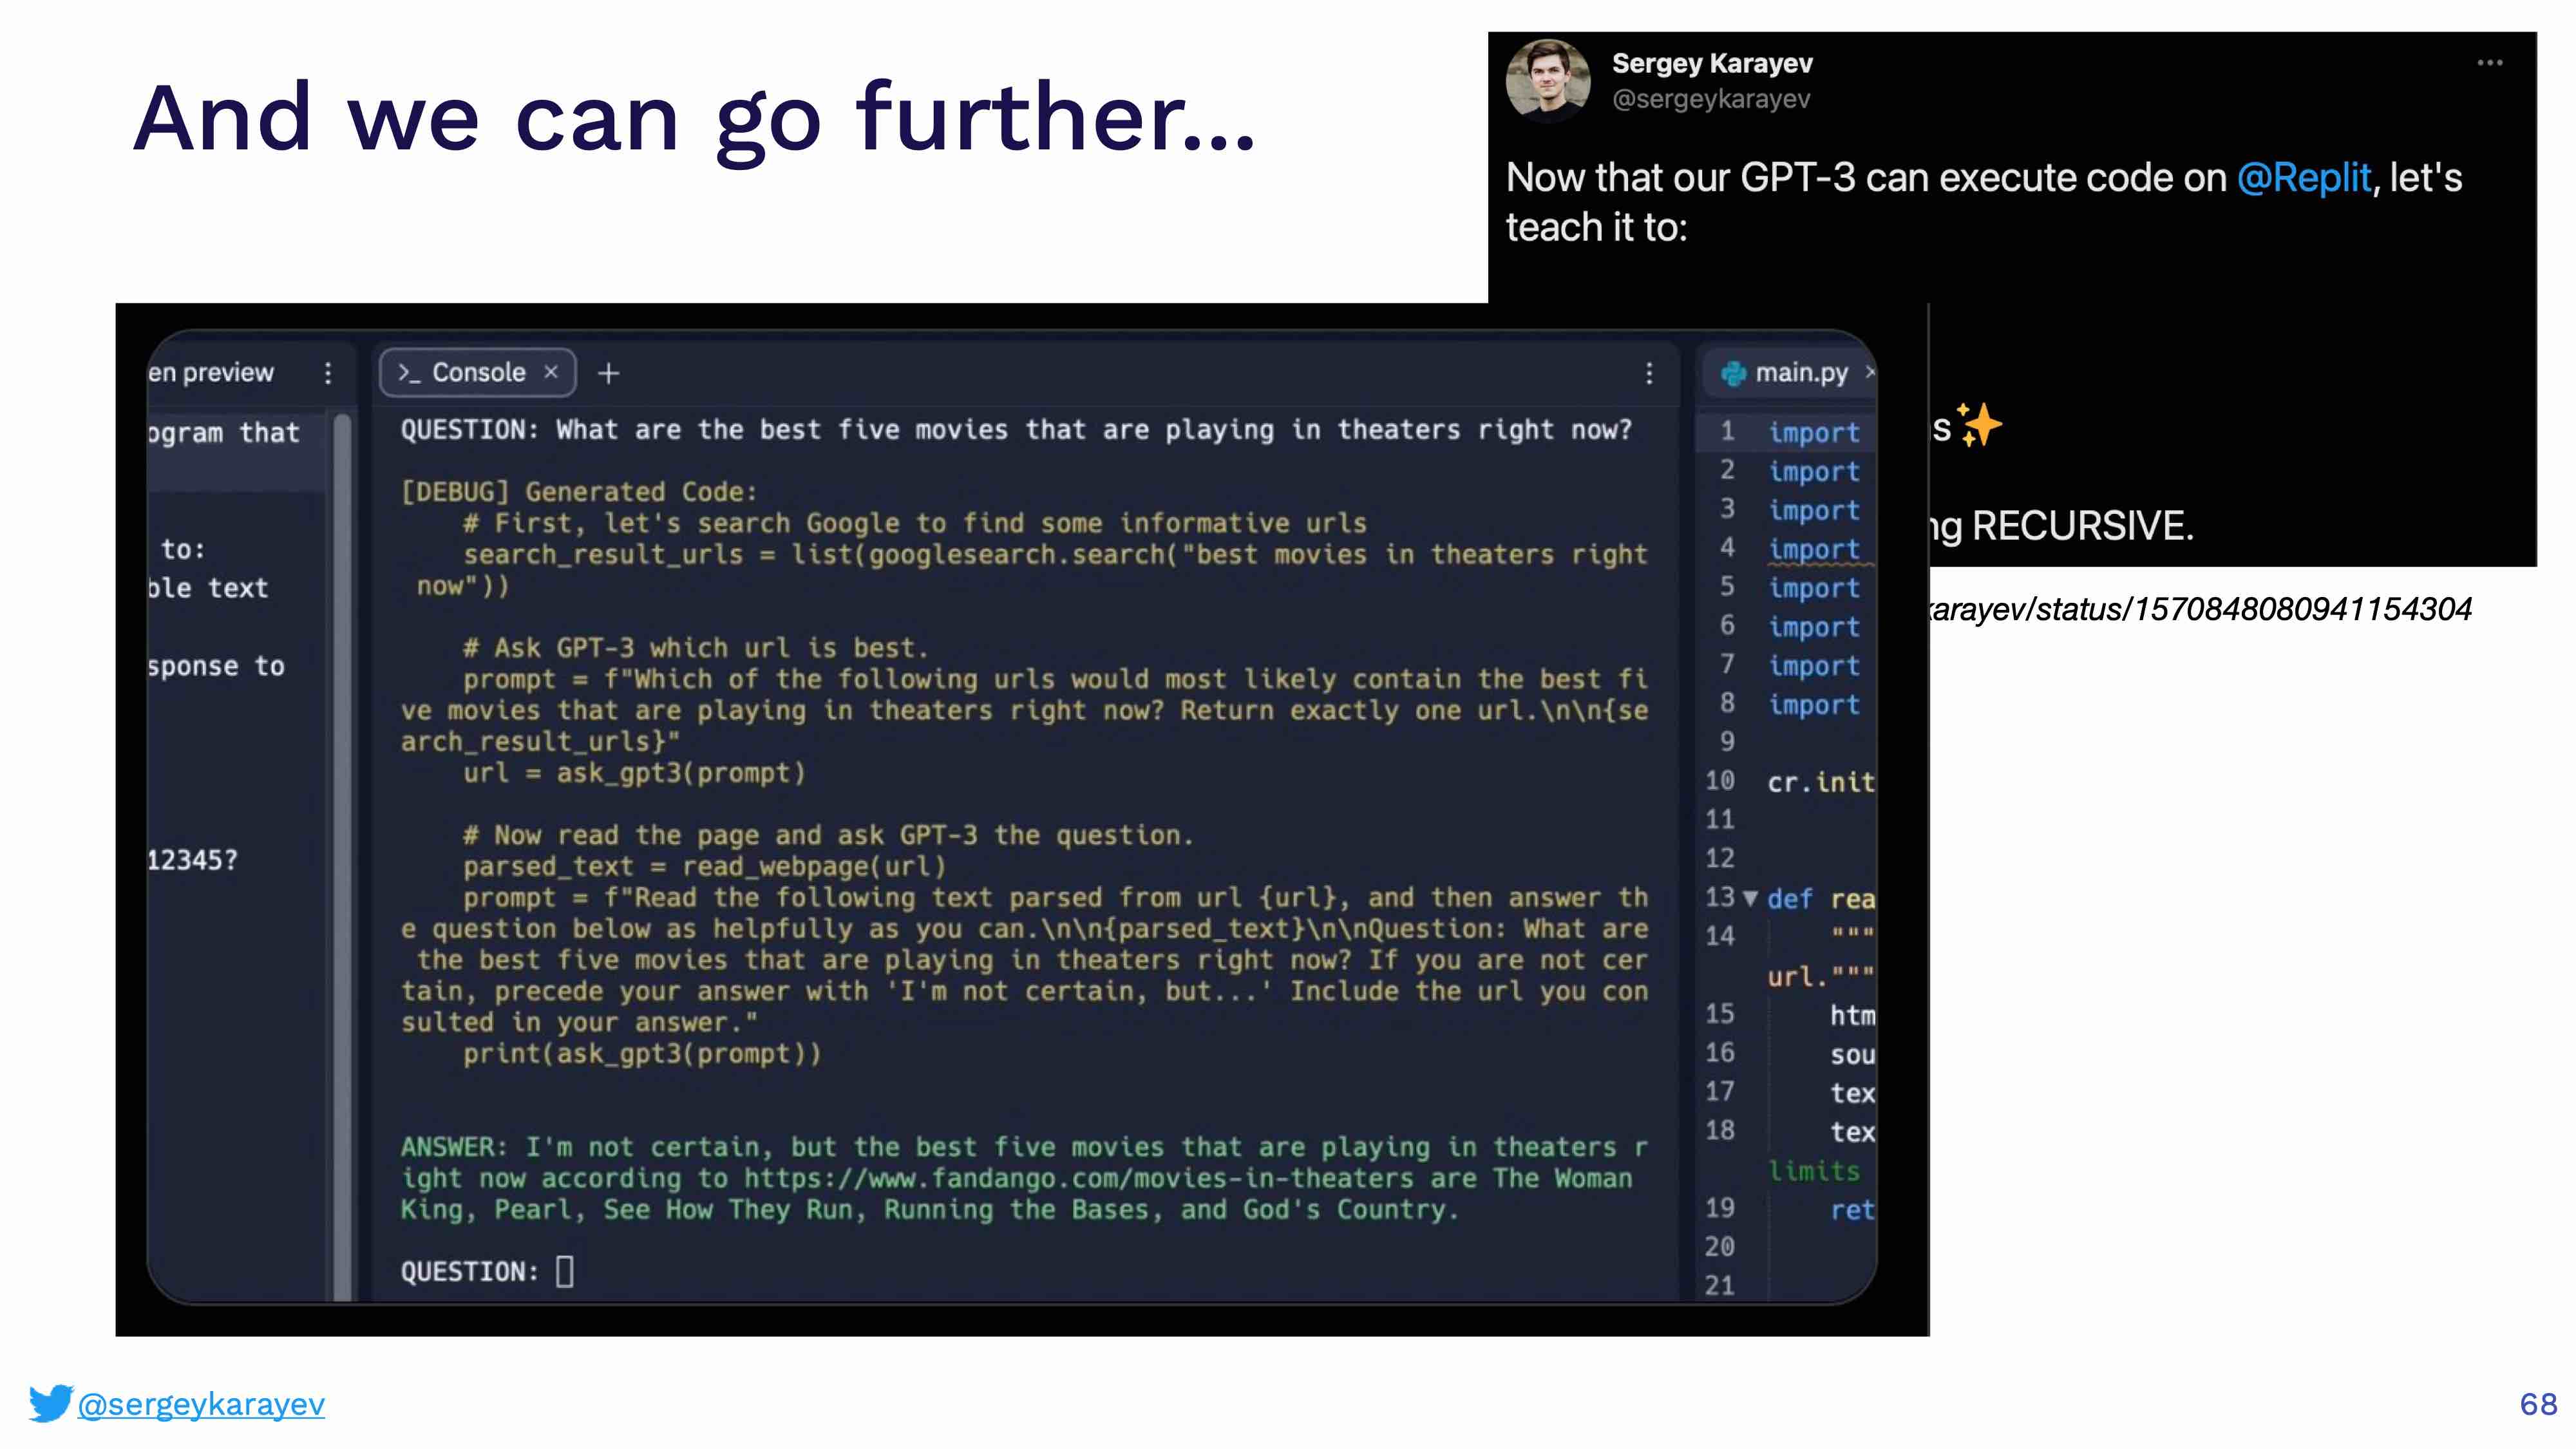 And we can go further...
Sergey Karayev
@sergeykarayev
Now that our GPT-3 can execute code on @Replit, let's
teach it to:
s✨
ng RECURSIVE.
karayev/status/1570848080941154304
en preview
ogram that
to:
ble text
sponse to
12345?
>_ Console × +
QUESTION: What are the best five movies that are playing in theaters right now?
[DEBUG] Generated Code:
# First, let's search Google to find some informative urls
search_result_urls = list(googlesearch.search("best movies in theaters right
now"))
# Ask GPT-3 which url is best.
prompt = f"Which of the following urls would most likely contain the best fi
ve movies that are playing in theaters right now? Return exactly one url.\n\n{se
arch_result_urls}"
url = ask_gpt3(prompt)
# Now read the page and ask GPT-3 the question.
parsed_text = read_webpage(url)
prompt = f"Read the following text parsed from url {url}, and then answer th
e question below as helpfully as you can.\n\n{parsed_text}\n\nQuestion: What are
the best five movies that are playing in theaters right now? If you are not cer
tain, precede your answer with 'I'm not certain, but...' Include the url you con
sulted in your answer."
print(ask_gpt3(prompt))
ANSWER: I'm not certain, but the best five movies that are playing in theaters r
ight now according to https://www.fandango.com/movies-in-theaters are The Woman
King, Pearl, See How They Run, Running the Bases, and God's Country.
QUESTION:
main.py ×
1 import
2 import
3 import
4 import
5 import
6 import
7 import
8 import
9
10 cr.init
11
12
13 def rea
14 """
url."""
15 htm
16 sou
17 tex
18 tex
limits
19 ret
20
21
@sergeykarayev
68